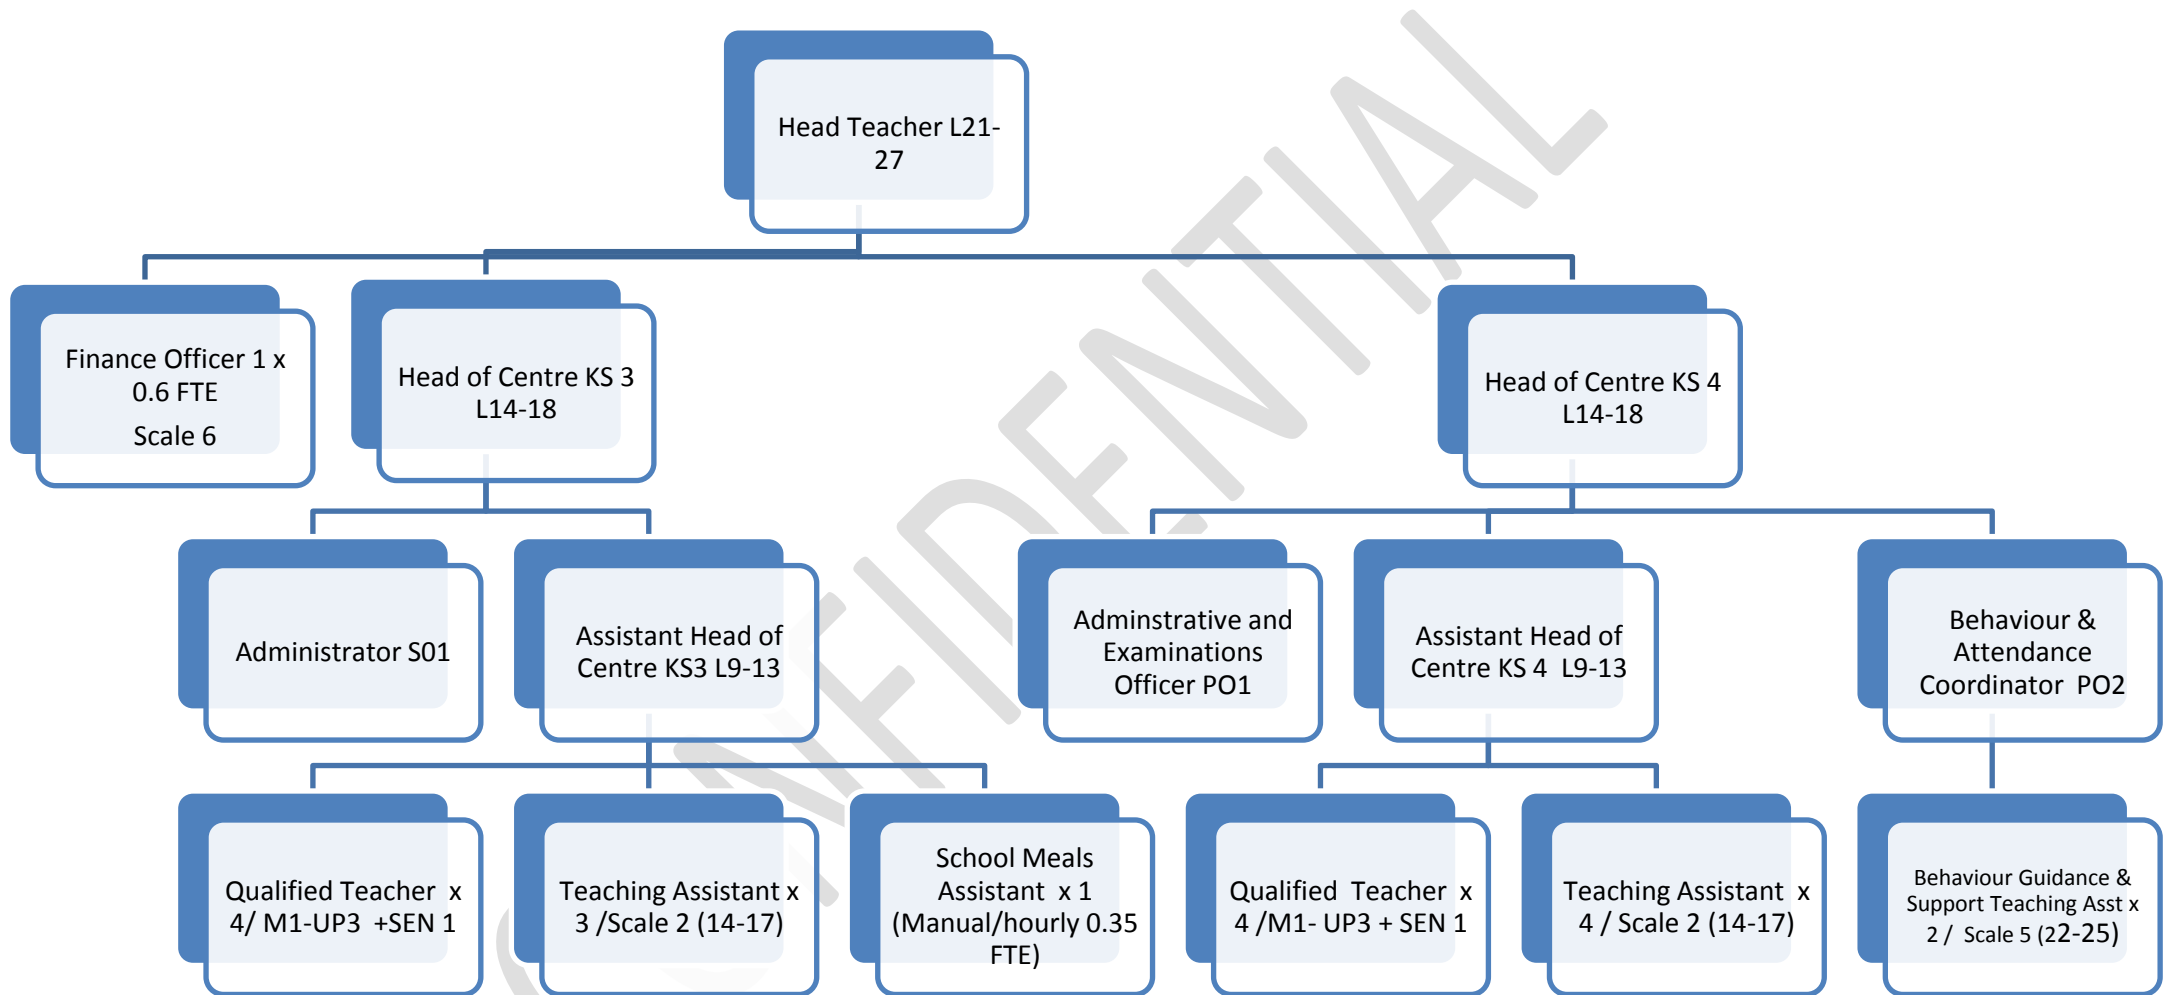 Head Teacher L21-
27
Finance Officer 1 x
0.6 FTE
Scale 6
Head of Centre KS 3
L14-18
Head of Centre KS 4
L14-18
Administrator S01
Assistant Head of
Centre KS3 L9-13
Adminstrative and
Examinations
Officer PO1
Assistant Head of
Centre KS 4  L9-13
Behaviour &
Attendance
Coordinator  PO2
Qualified Teacher  x
4/ M1-UP3  +SEN 1
Teaching Assistant x
3 /Scale 2 (14-17)
School Meals
Assistant  x 1
(Manual/hourly 0.35
FTE)
Qualified  Teacher x
4 /M1- UP3 + SEN 1
Teaching Assistant  x
4 / Scale 2 (14-17)
Behaviour Guidance &
Support Teaching Asst x
2 /  Scale 5 (22-25)
CONFIDENTIAL